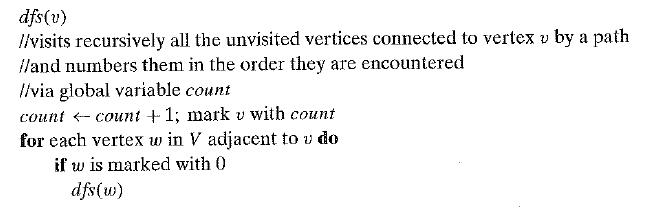 dfs(v)
//visits recursively all the unvisited vertices connected to vertex v by a path
//and numbers them in the order they are encountered
//via global variable count
count ← count + 1; mark v with count
for each vertex w in V adjacent to v do
if w is marked with 0
dfs(w)